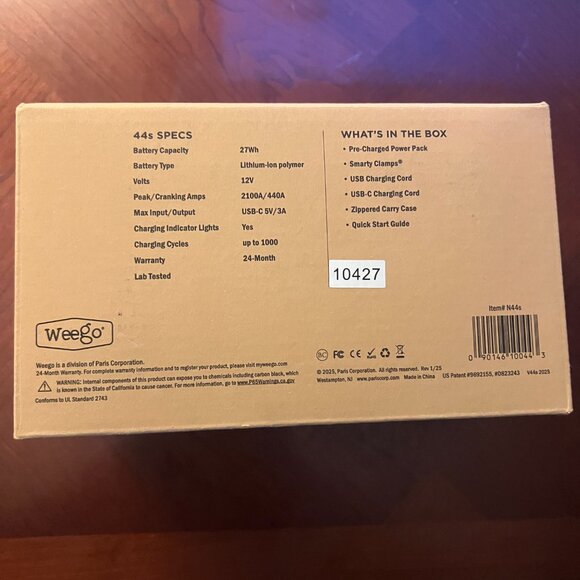 44s SPECS
Battery Capacity 27Wh
Battery Type Lithium-Ion polymer
Volts 12V
Peak/Cranking Amps 2100A/440A
Max Input/Output USB-C 5V/3A
Charging Indicator Lights Yes
Charging Cycles up to 1000
Warranty 24-Month
Lab Tested
WHAT'S IN THE BOX
• Pre-Charged Power Pack
• Smarty Clamps®
• USB Charging Cord
• USB-C Charging Cord
• Zippered Carry Case
• Quick Start Guide
10427
Weego®
Weego is a division of Paris Corporation.
24-Month Warranty. For complete warranty information and to register your product, please visit myweego.com.
WARNING: Internal components of this product can expose you to chemicals including carbon black, which
is known in the State of California to cause cancer. For more information, go to www.P65Warnings.ca.gov
Conforms to UL Standard 2743
BC FC CE
© 2025, Paris Corporation. All rights reserved. Rev 1/25
Westampton, NJ www.pariscorp.com Made in China US Patent #9692155, #D823243 V44s 2023
Item# N44s
0 90146 10044 3